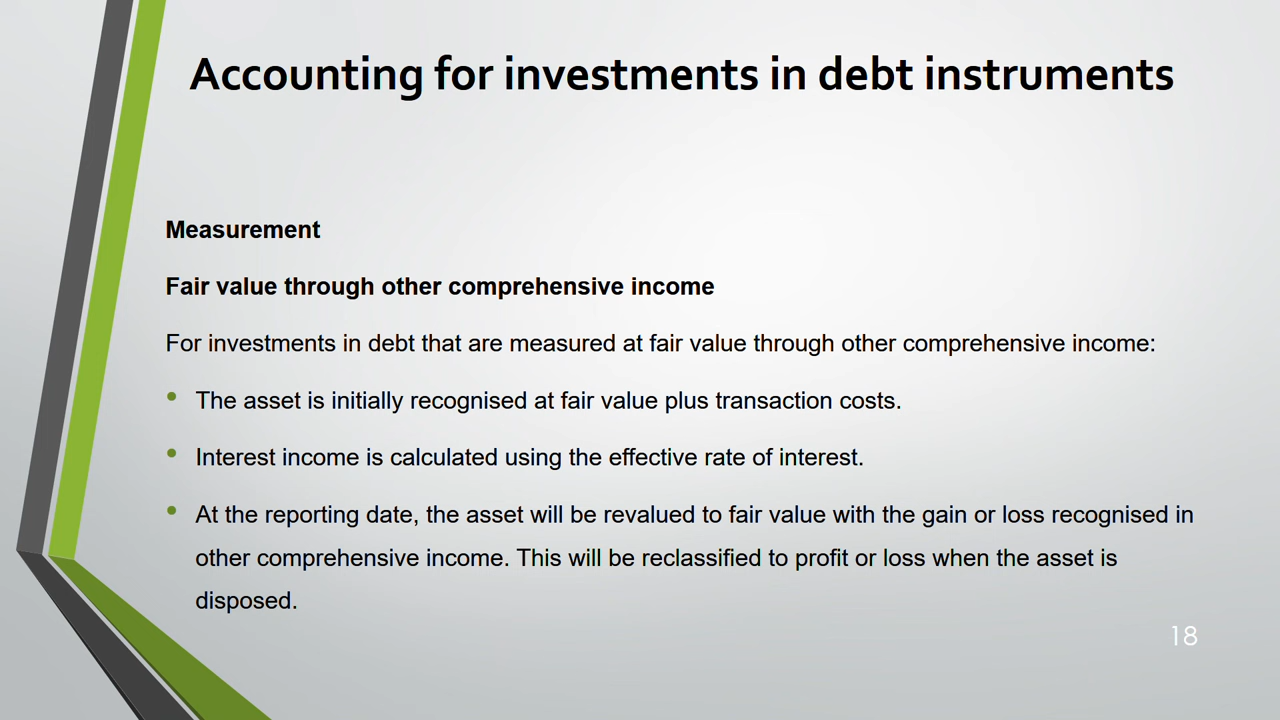 Accounting for investments in debt instruments
Measurement
Fair value through other comprehensive income
For investments in debt that are measured at fair value through other comprehensive income:
• The asset is initially recognised at fair value plus transaction costs.
• Interest income is calculated using the effective rate of interest.
• At the reporting date, the asset will be revalued to fair value with the gain or loss recognised in
other comprehensive income. This will be reclassified to profit or loss when the asset is
disposed.
18